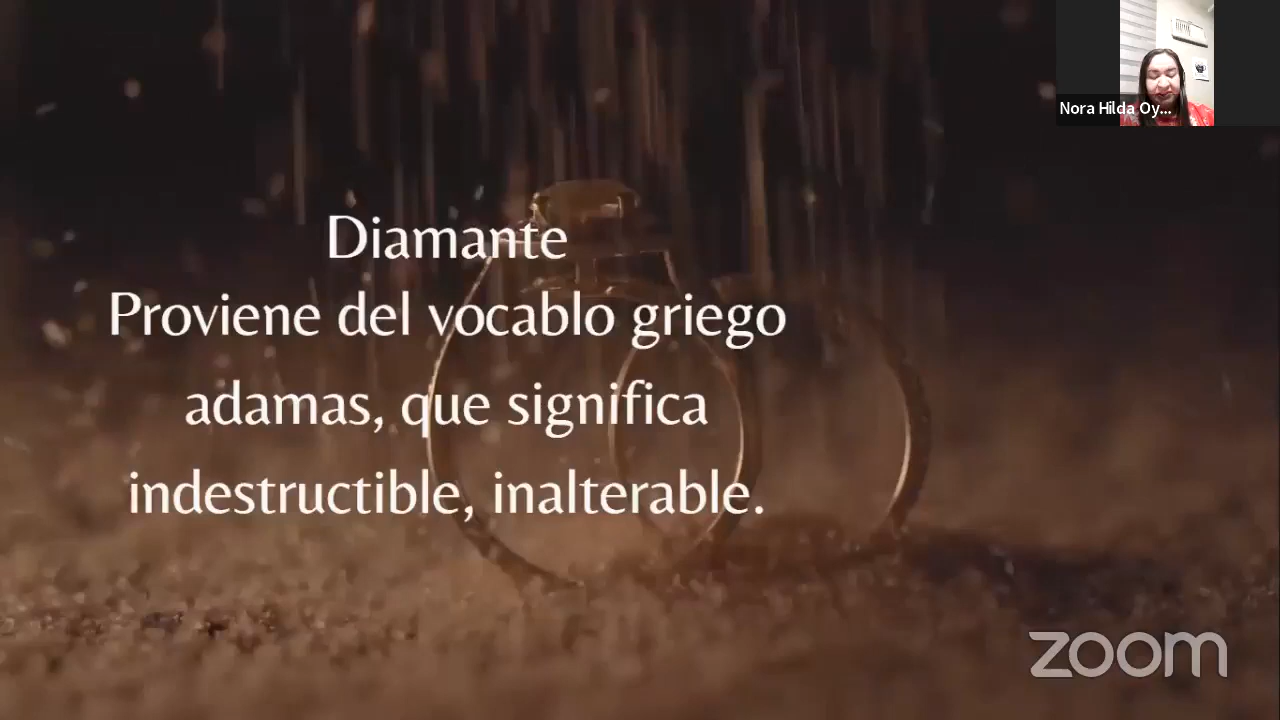 Nora Hilda Oy...
Diamante
Proviene del vocablo griego
adamas, que significa
indestructible, inalterable.
zoom